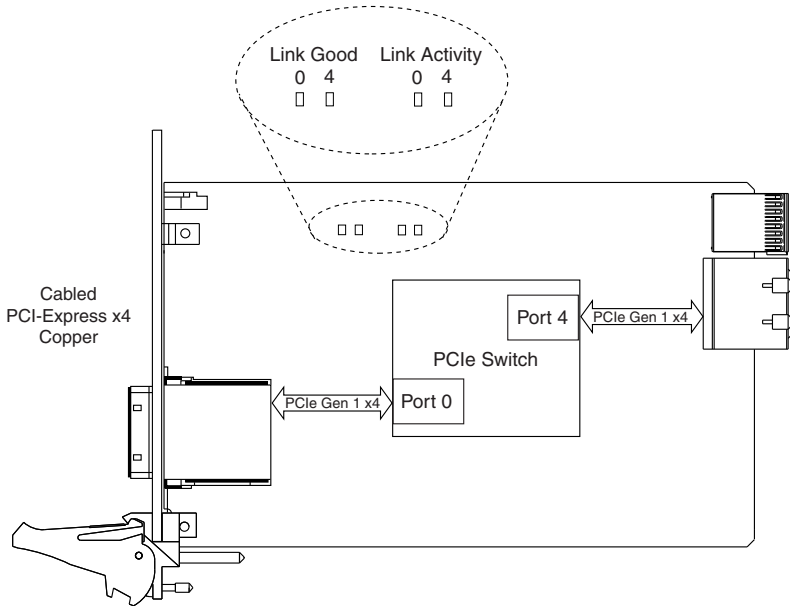 Link Good Link Activity
0 4 0 4
Cabled
PCI-Express x4
Copper
Port 4
PCIe Gen 1 x4
PCIe Switch
PCIe Gen 1 x4
Port 0